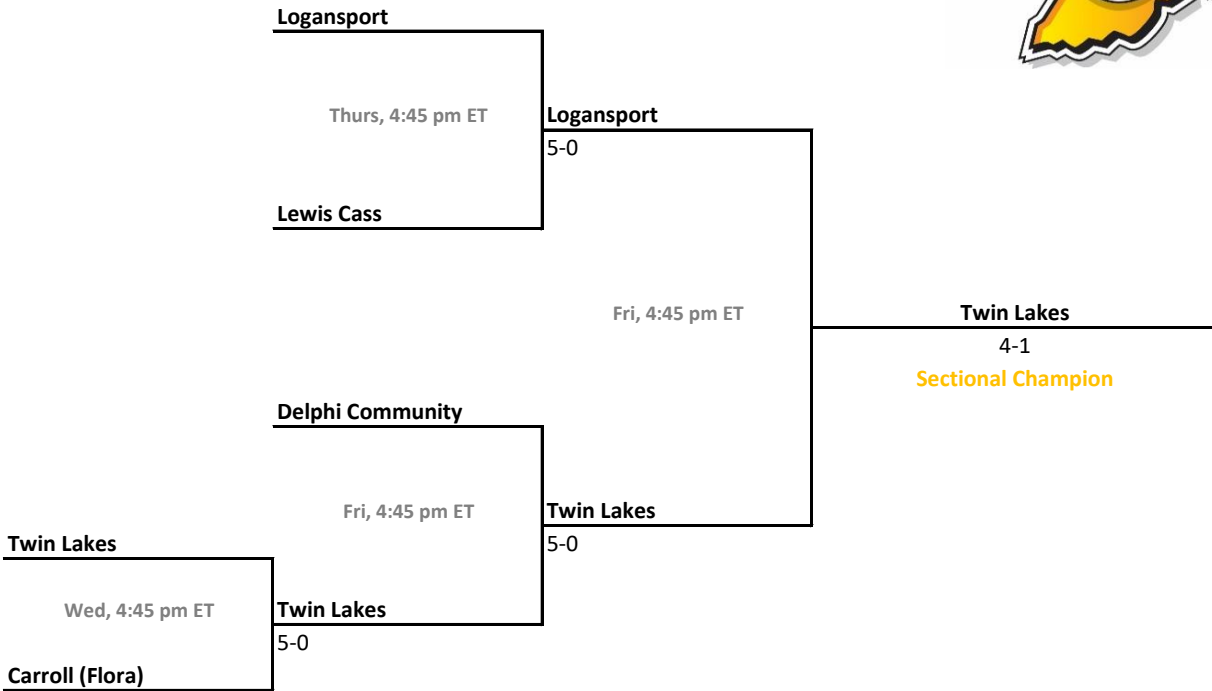 Logansport
Thurs, 4:45 pm ET
Logansport
5-0
Lewis Cass
Fri, 4:45 pm ET
Twin Lakes
4-1
Sectional Champion
Delphi Community
Fri, 4:45 pm ET
Twin Lakes
5-0
Twin Lakes
Wed, 4:45 pm ET
Twin Lakes
5-0
Carroll (Flora)